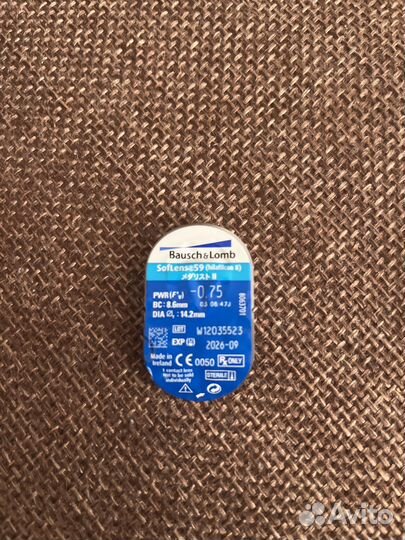 Bausch & Lomb
SofLens® 59 (hilafilcon B)
メダリスト II
PWR(F'v) -0.75
BC: 8.6mm
DIA Ø : 14.2mm
LOT W12035523
EXP 2026-09
Made in
Ireland
CE 0050
Rx ONLY
1 contact lens
Not to be sold
individually
STERILE
Avito